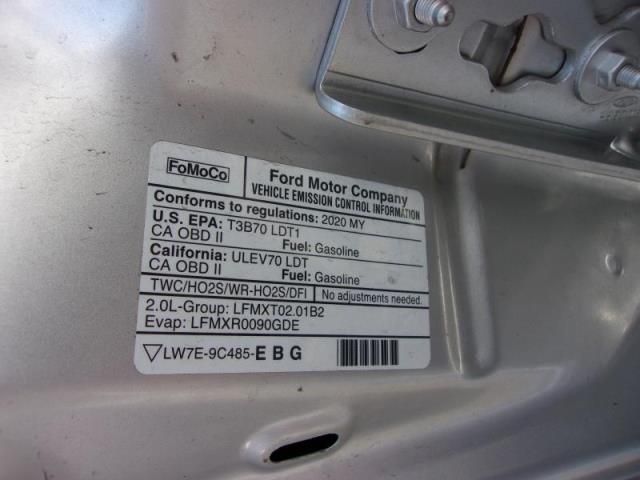 FoMoCo
Ford Motor Company
VEHICLE EMISSION CONTROL INFORMATION
Conforms to regulations: 2020 MY
U.S. EPA: T3B70 LDT1
CA OBD II Fuel: Gasoline
California: ULEV70 LDT
CA OBD II Fuel: Gasoline
TWC/HO2S/WR-HO2S/DFI No adjustments needed.
2.0L-Group: LFMXT02.01B2
Evap: LFMXR0090GDE
LW7E-9C485-E B G